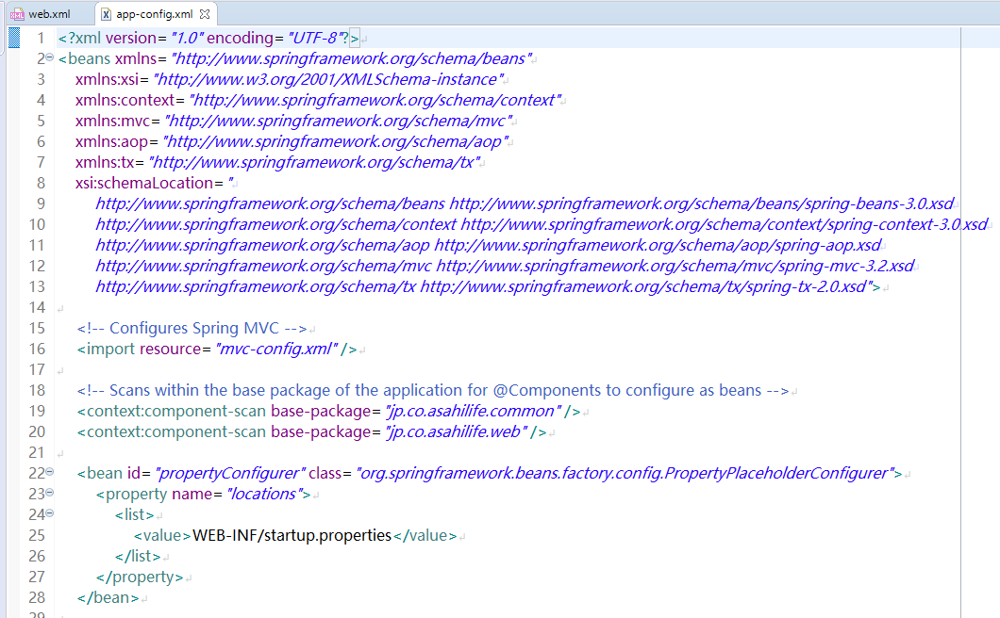 web.xml app-config.xml
1 <?xml version="1.0" encoding="UTF-8"?>
2 <beans xmlns="http://www.springframework.org/schema/beans"
3 xmlns:xsi="http://www.w3.org/2001/XMLSchema-instance"
4 xmlns:context="http://www.springframework.org/schema/context"
5 xmlns:mvc="http://www.springframework.org/schema/mvc"
6 xmlns:aop="http://www.springframework.org/schema/aop"
7 xmlns:tx="http://www.springframework.org/schema/tx"
8 xsi:schemaLocation="
9 http://www.springframework.org/schema/beans http://www.springframework.org/schema/beans/spring-beans-3.0.xsd
10 http://www.springframework.org/schema/context http://www.springframework.org/schema/context/spring-context-3.0.xsd
11 http://www.springframework.org/schema/aop http://www.springframework.org/schema/aop/spring-aop.xsd
12 http://www.springframework.org/schema/mvc http://www.springframework.org/schema/mvc/spring-mvc-3.2.xsd
13 http://www.springframework.org/schema/tx http://www.springframework.org/schema/tx/spring-tx-2.0.xsd">
14
15 <!-- Configures Spring MVC -->
16 <import resource="mvc-config.xml" />
17
18 <!-- Scans within the base package of the application for @Components to configure as beans -->
19 <context:component-scan base-package="jp.co.asahilife.common" />
20 <context:component-scan base-package="jp.co.asahilife.web" />
21
22 <bean id="propertyConfigurer" class="org.springframework.beans.factory.config.PropertyPlaceholderConfigurer">
23 <property name="locations">
24 <list>
25 <value>WEB-INF/startup.properties</value>
26 </list>
27 </property>
28 </bean>
29